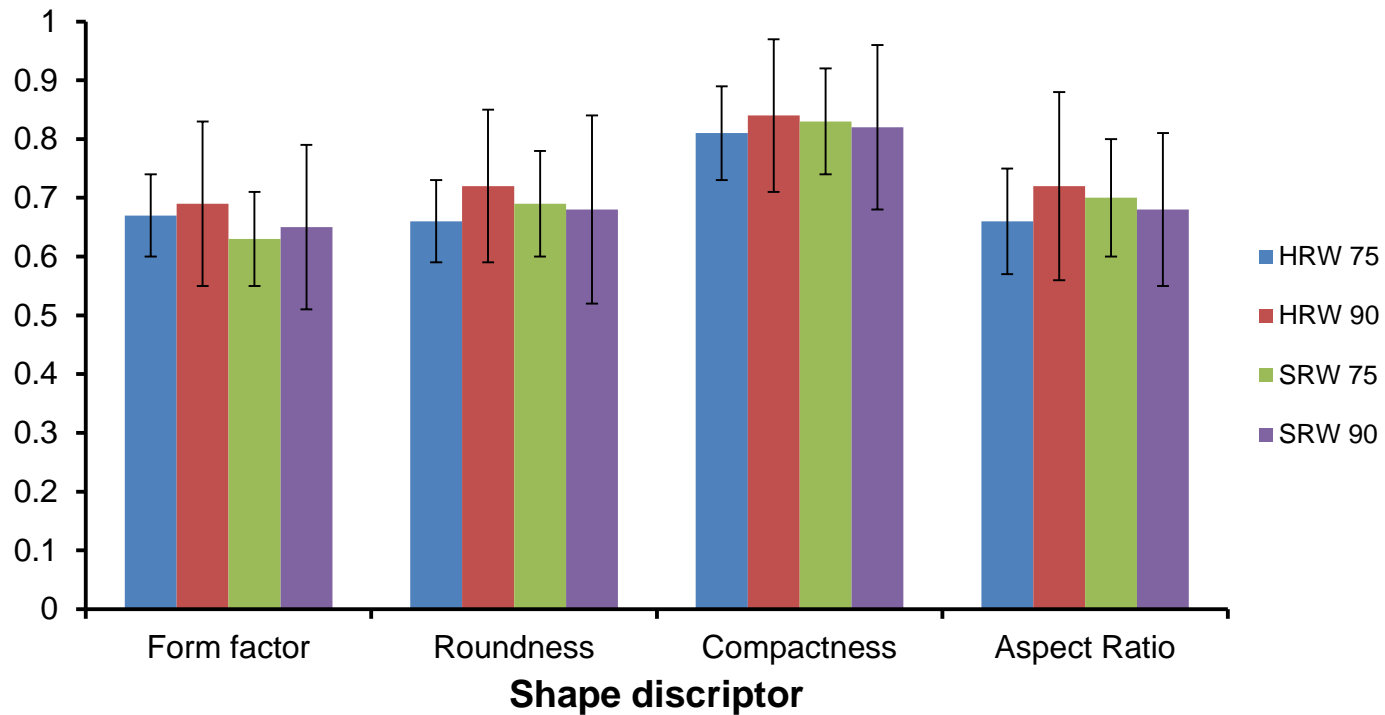 1
0.9
0.8
0.7
0.6
0.5
0.4
0.3
0.2
0.1
0
Form factor
Roundness
Compactness
Aspect Ratio
Shape discriptor
HRW 75
HRW 90
SRW 75
SRW 90